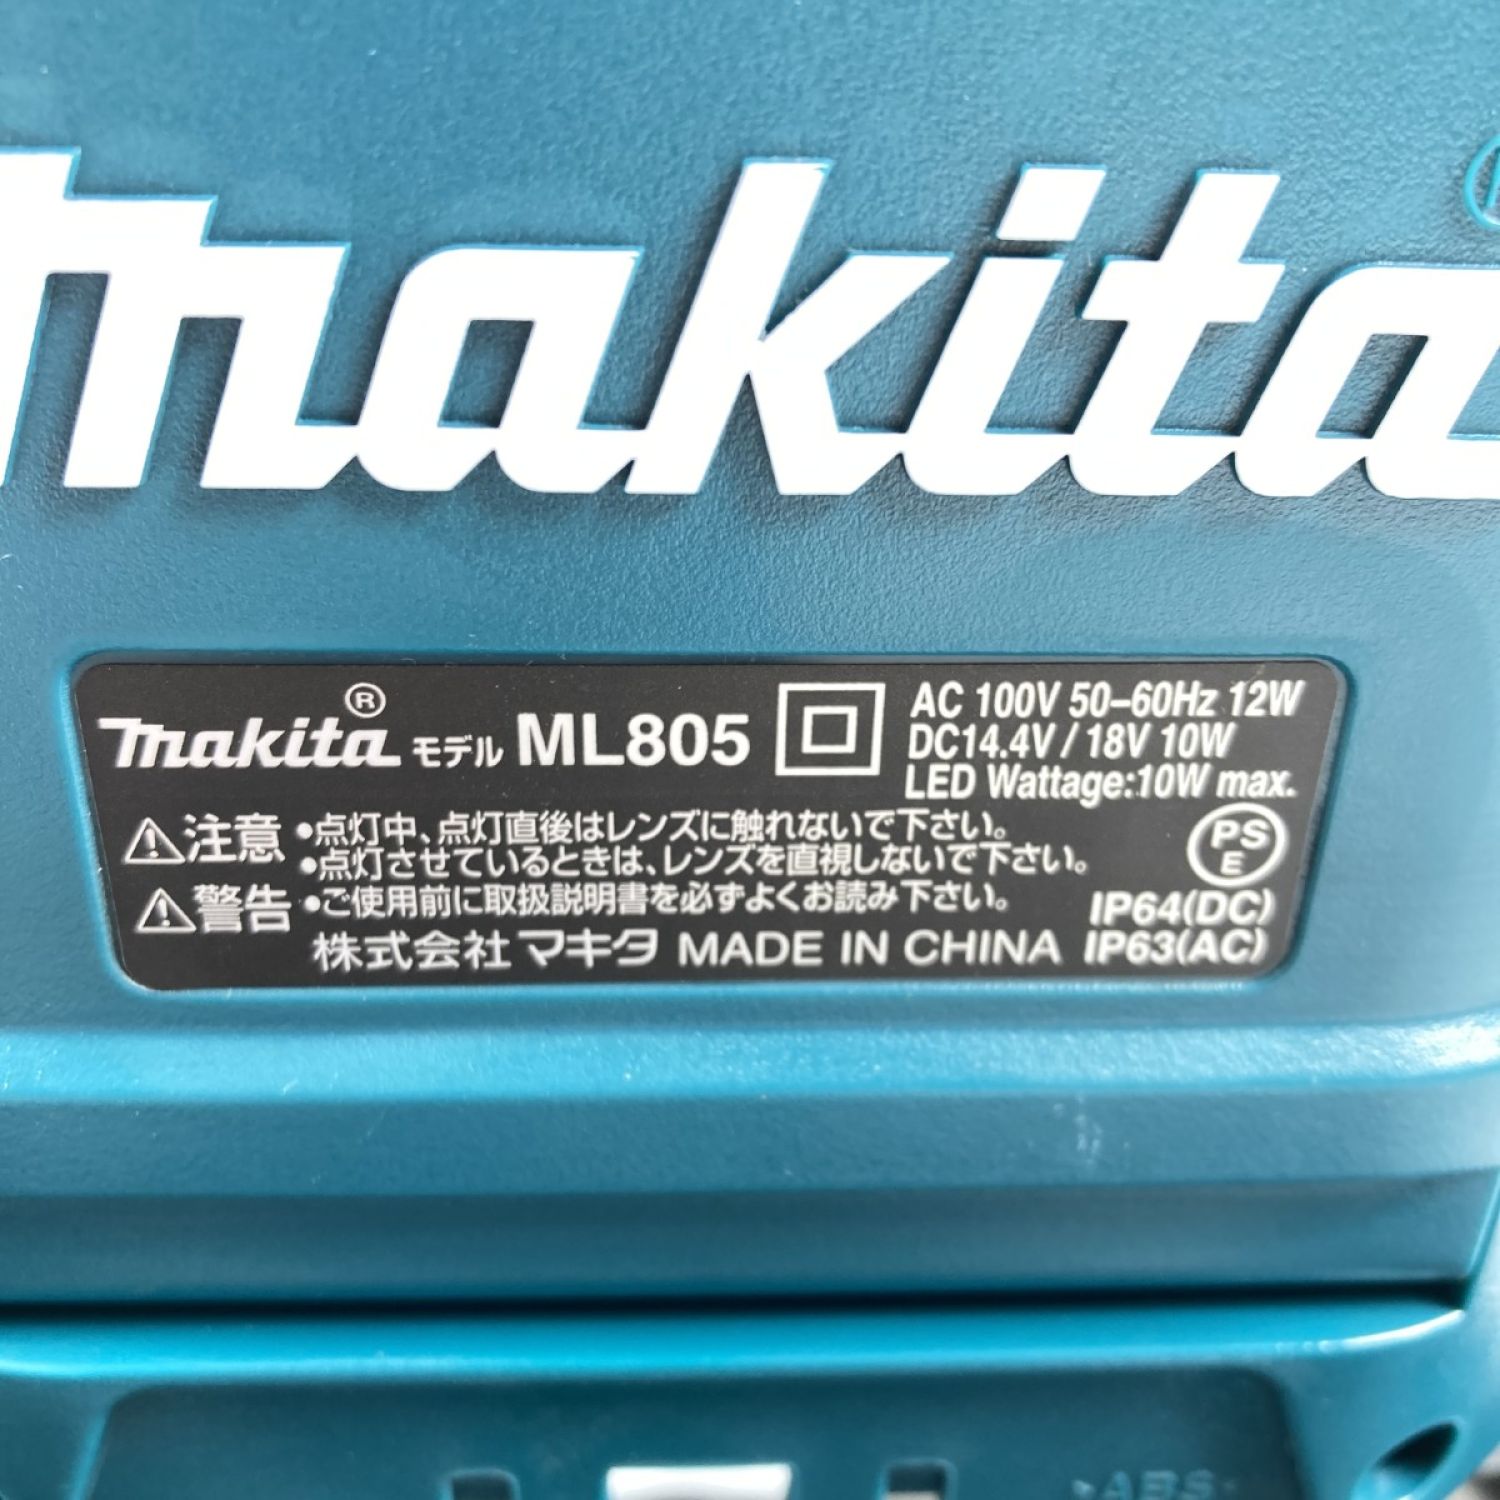 makita
makita® モデル ML805
AC 100V 50–60Hz 12W
DC14.4V / 18V 10W
LED Wattage:10W max.
⚠注意 •点灯中、点灯直後はレンズに触れないで下さい。
•点灯させているときは、レンズを直視しないで下さい。
PS
E
⚠警告 •ご使用前に取扱説明書を必ずよくお読み下さい。
IP64(DC)
株式会社マキタ MADE IN CHINA IP63(AC)
>ABS